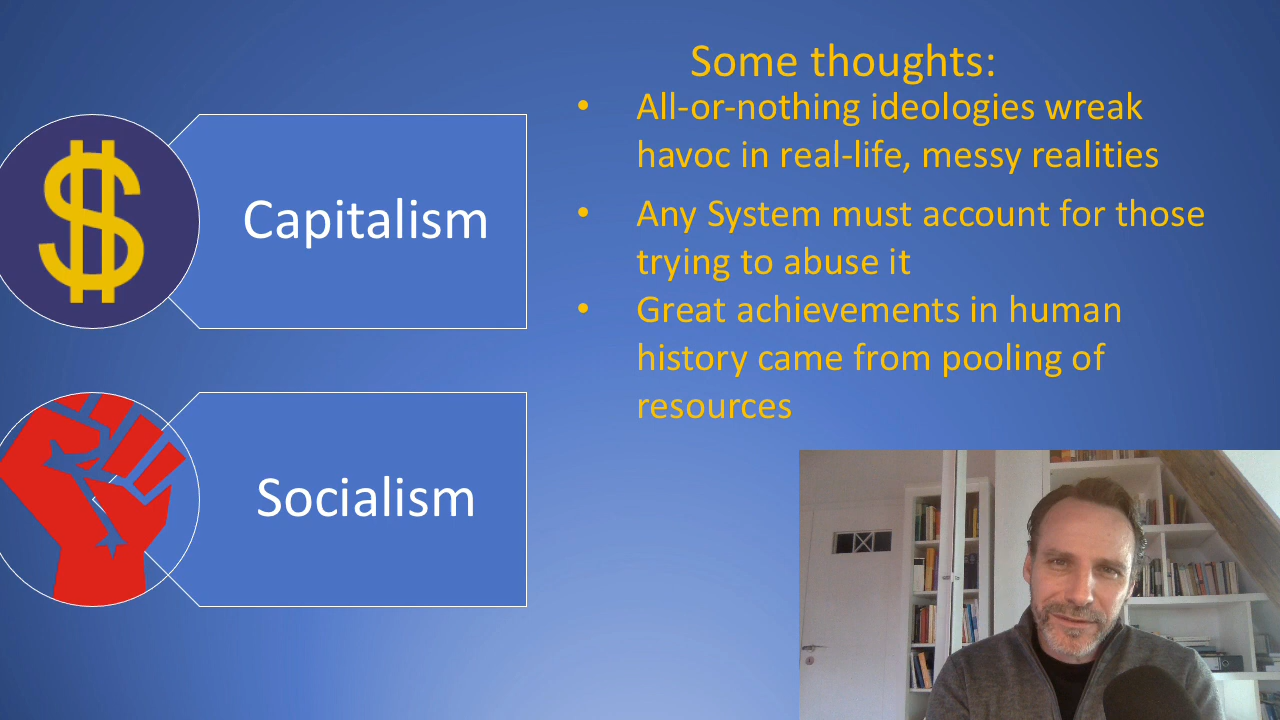 Some thoughts:
• All-or-nothing ideologies wreak
havoc in real-life, messy realities
• Any System must account for those
trying to abuse it
• Great achievements in human
history came from pooling of
resources
$
Capitalism
Socialism